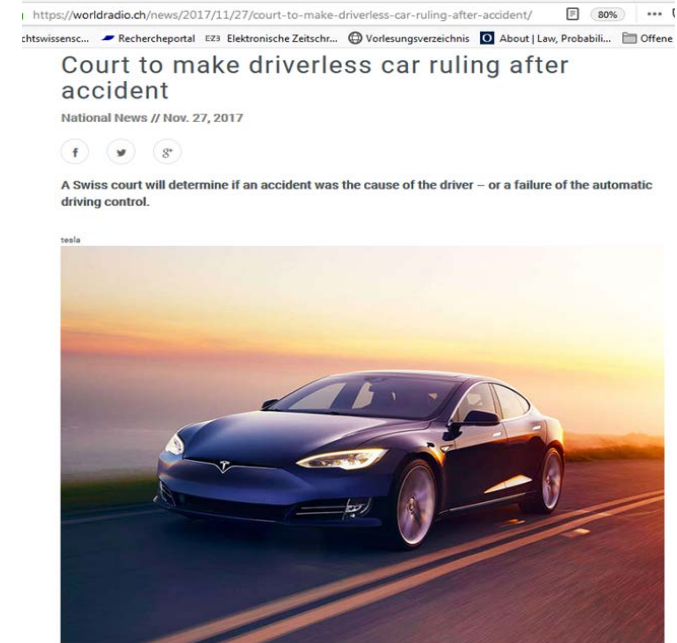 https://worldradio.ch/news/2017/11/27/court-to-make-driverless-car-ruling-after-accident/ 80% •••
chtswissensc... Rechercheportal EZ3 Elektronische Zeitschr... Vorlesungsverzeichnis O About | Law, Probabili... Offene
Court to make driverless car ruling after
accident
National News // Nov. 27, 2017
f g+
A Swiss court will determine if an accident was the cause of the driver – or a failure of the automatic
driving control.
tesla